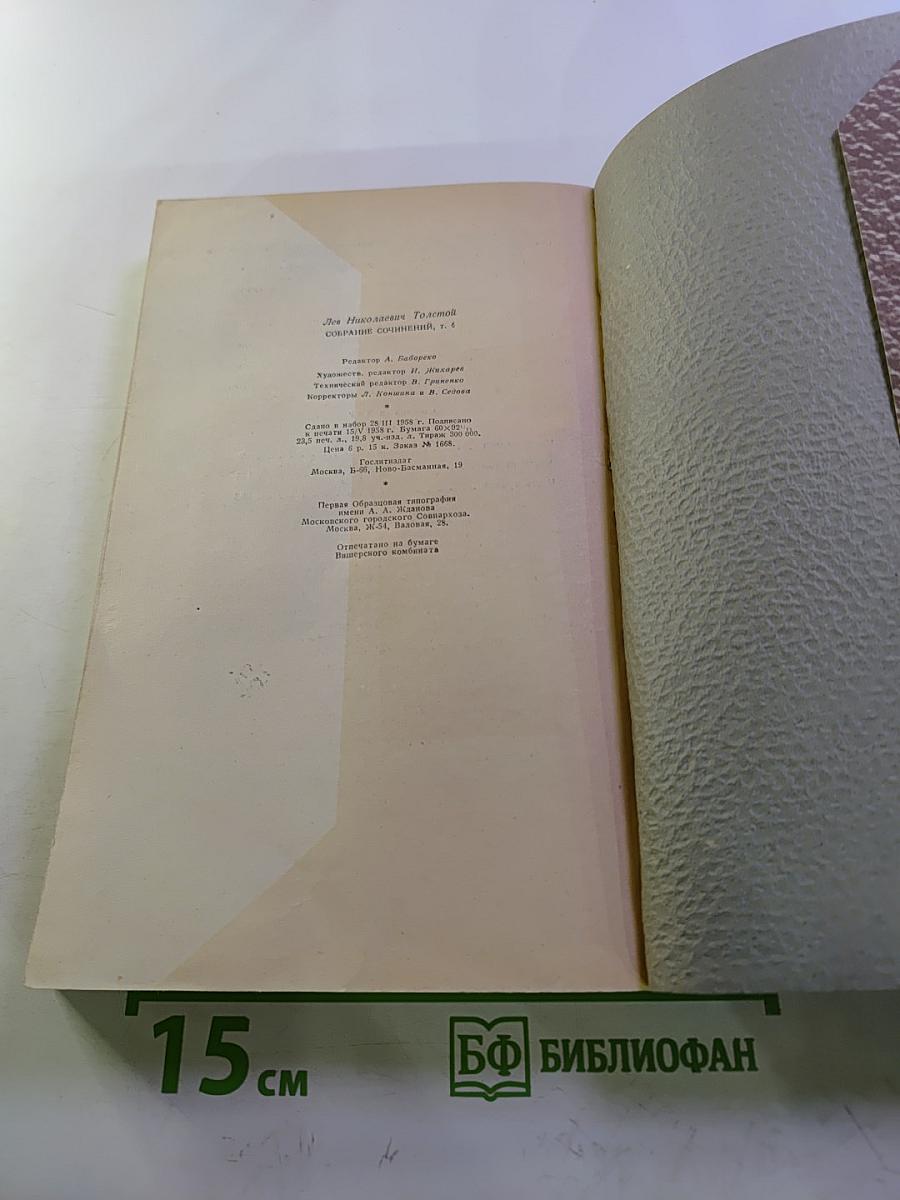 Лев Николаевич Толстой
СОБРАНИЕ СОЧИНЕНИЙ, т. 6
Редактор А. Бабореко
Художеств. редактор И. Жихарев
Технический редактор В. Гриненко
Корректоры Л. Коншина и В. Седова
*
Сдано в набор 28/III 1958 г. Подписано
к печати 15/V 1958 г. Бумага 60×92
23,5 печ. л., 19,8 уч.-изд. л. Тираж 300 000.
Цена 6 р. 15 к. Заказ № 1668.
Гослитиздат
Москва, Б-66, Ново-Басманная, 19
*
Первая Образцовая типография
имени А. А. Жданова
Московского городского Совнархоза.
Москва, Ж-54, Валовая, 28.
Отпечатано на бумаге
Вишерского комбината
15 см
БФ БИБЛИОФАН